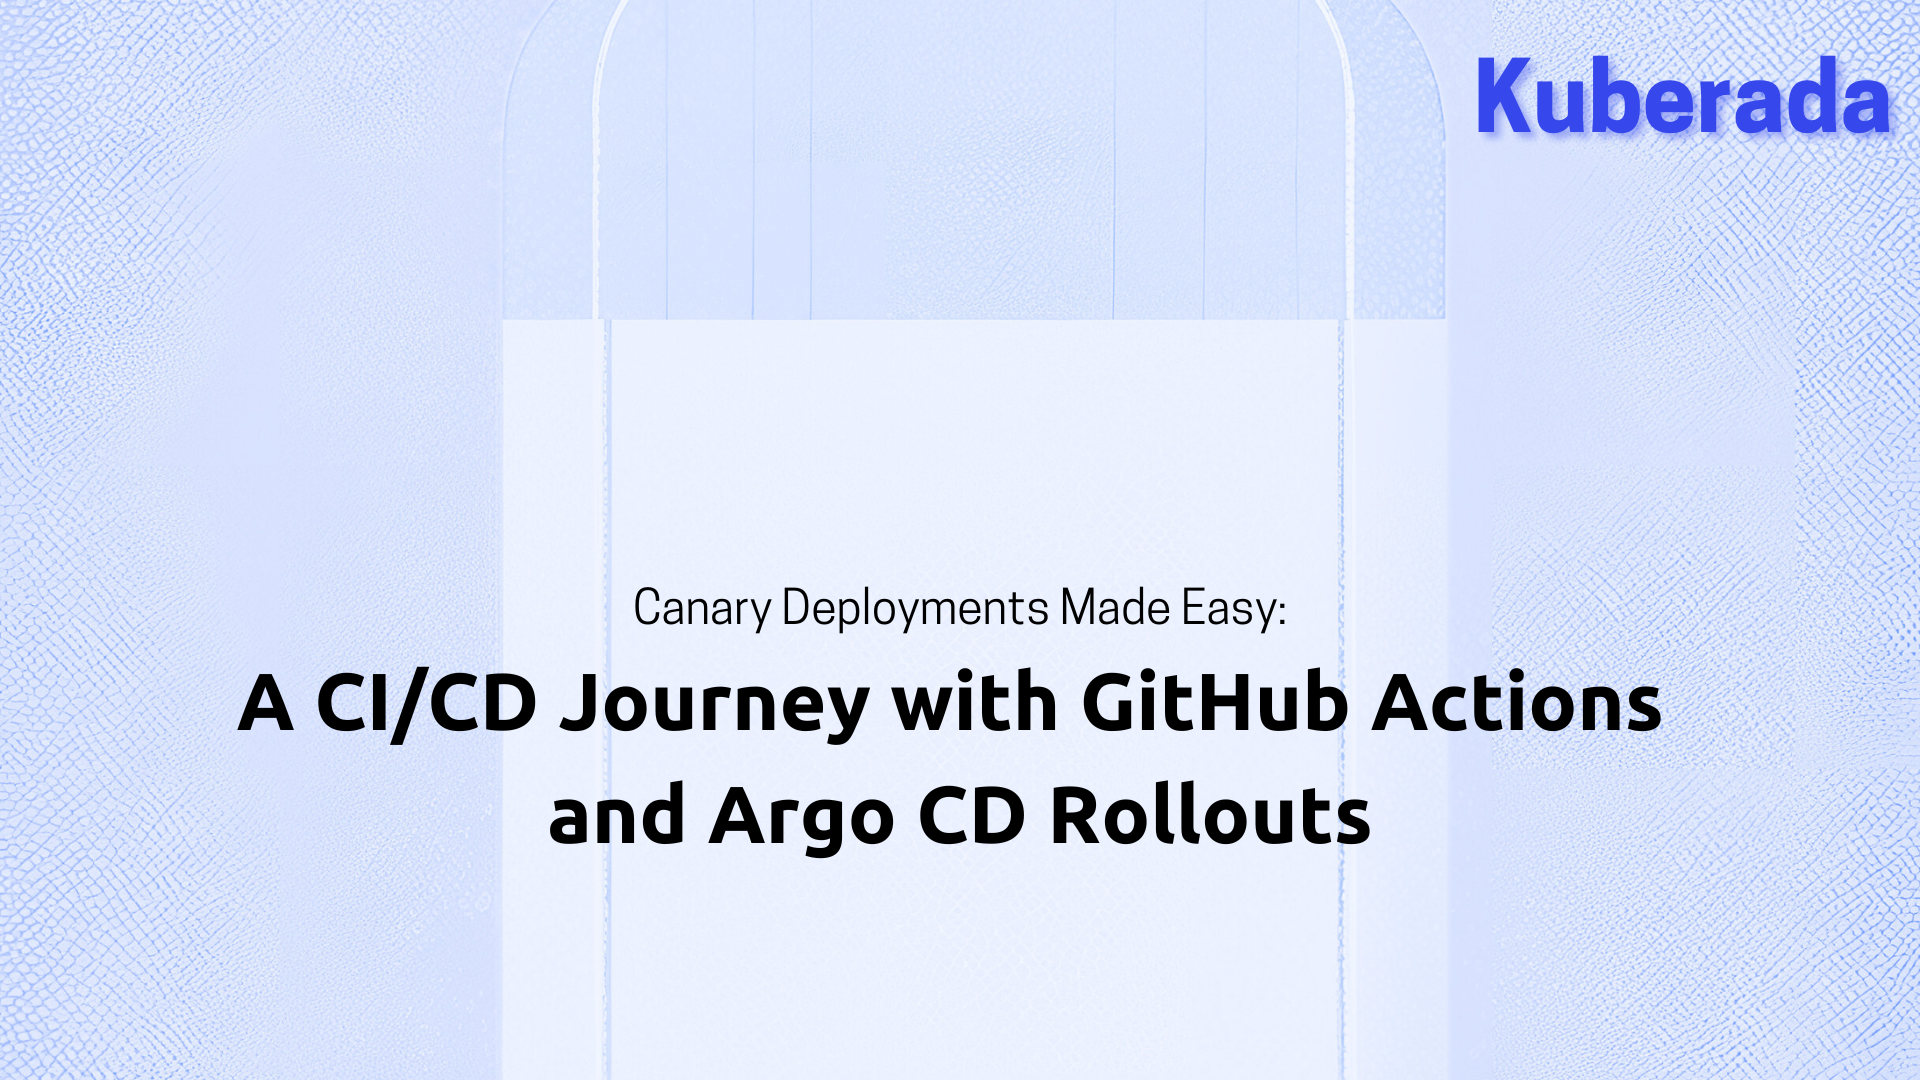 Kuberada
Canary Deployments Made Easy:
A CI/CD Journey with GitHub Actions
and Argo CD Rollouts